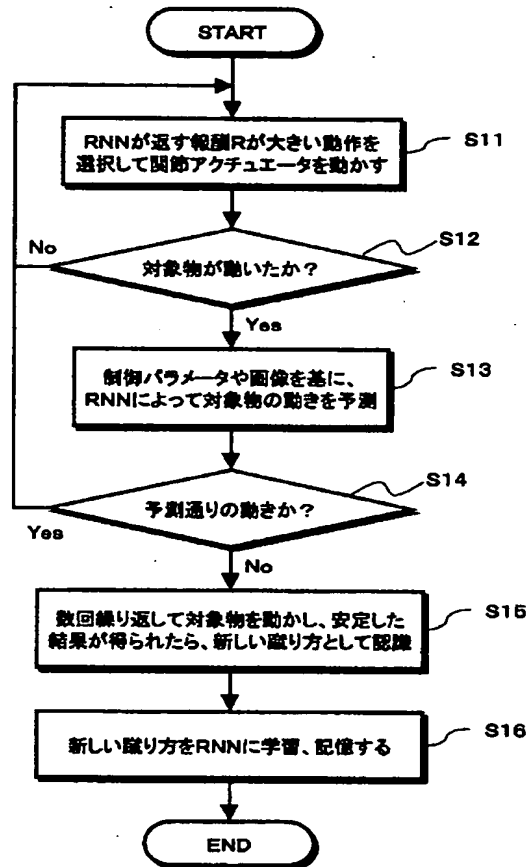 START
RNNが返す報酬Rが大きい動作を
選択して関節アクチュエータを動かす
S11
対象物が動いたか？
S12
No
Yes
制御パラメータや画像を基に、
RNNによって対象物の動きを予測
S13
予測通りの動きか？
S14
Yes
No
数回繰り返して対象物を動かし、安定した
結果が得られたら、新しい蹴り方として認識
S15
新しい蹴り方をRNNに学習、記憶する
S16
END